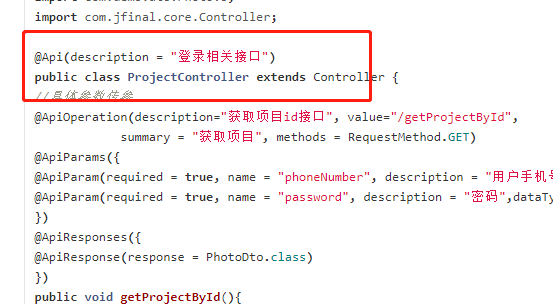 import com.jfinal.core.Controller;
@Api(description = "登录相关接口")
public class ProjectController extends Controller {
//具体参数传参
@ApiOperation(description="获取项目id接口", value="/getProjectById",
summary = "获取项目", methods = RequestMethod.GET)
@ApiParams({
@ApiParam(required = true, name = "phoneNumber", description = "用户手机号
@ApiParam(required = true, name = "password", description = "密码",dataTy
})
@ApiResponses({
@ApiResponse(response = PhotoDto.class)
})
public void getProjectById(){